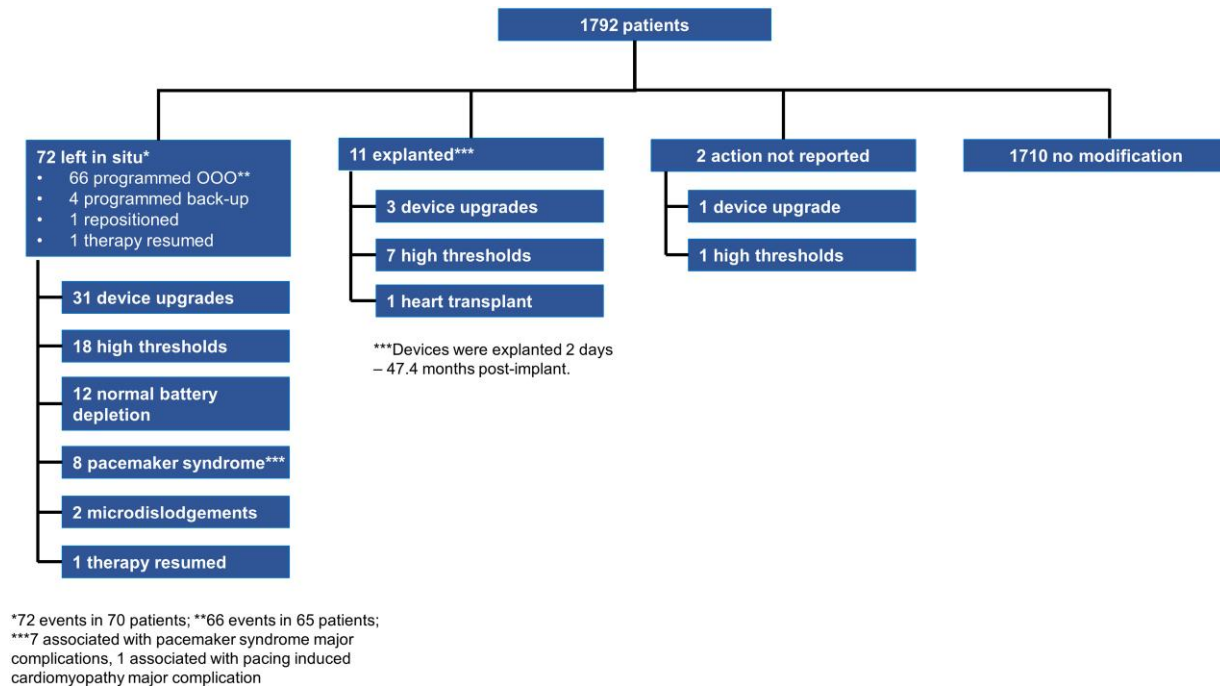 1792 patients
72 left in situ*
• 66 programmed OOO**
• 4 programmed back-up
• 1 repositioned
• 1 therapy resumed
31 device upgrades
18 high thresholds
12 normal battery
depletion
8 pacemaker syndrome***
2 microdislodgements
1 therapy resumed
*72 events in 70 patients; **66 events in 65 patients;
***7 associated with pacemaker syndrome major
complications, 1 associated with pacing induced
cardiomyopathy major complication
11 explanted***
3 device upgrades
7 high thresholds
1 heart transplant
***Devices were explanted 2 days
– 47.4 months post-implant.
2 action not reported
1 device upgrade
1 high thresholds
1710 no modification